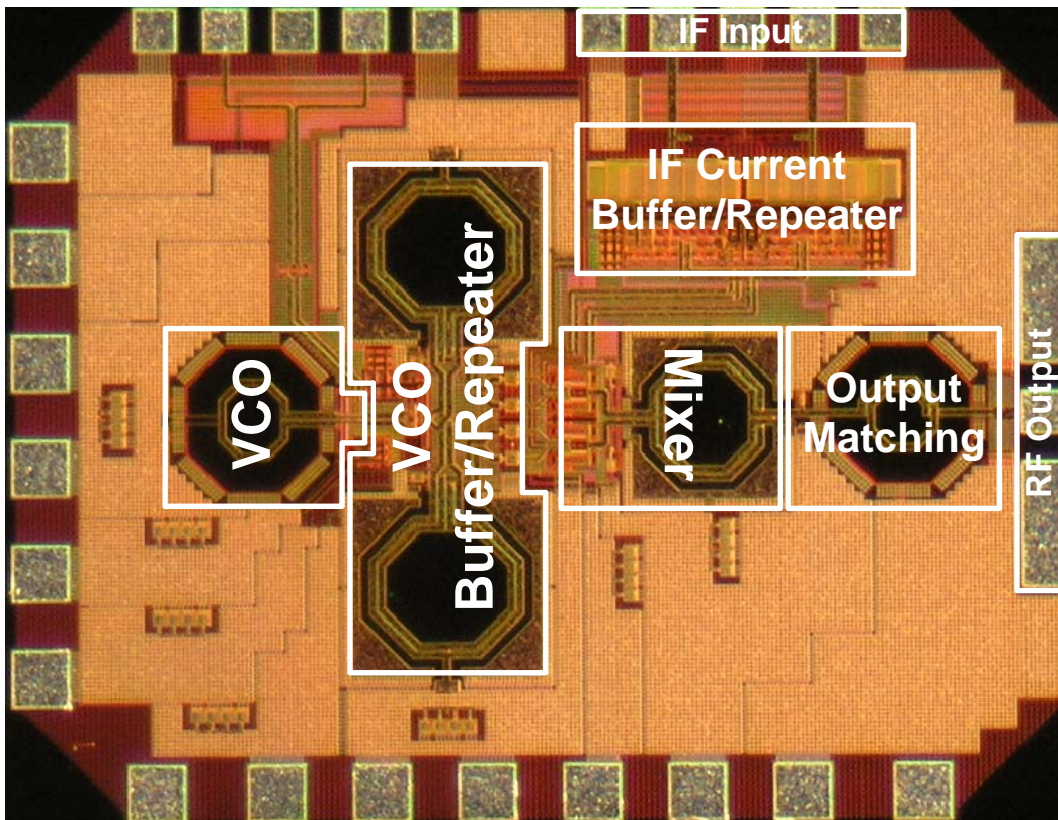 IF Input
IF Current
Buffer/Repeater
VCO
VCO
Buffer/Repeater
Mixer
Output
Matching
RF Output